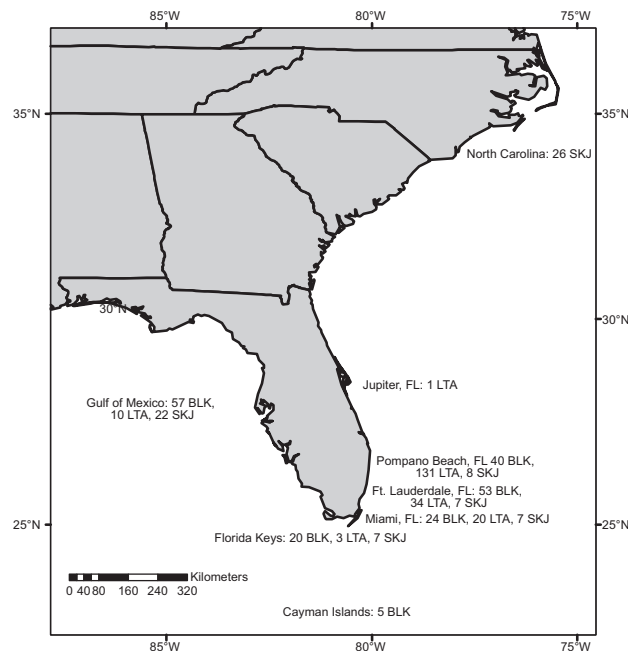 85°W 80°W 75°W
35°N 35°N
North Carolina: 26 SKJ
30°N 30°N
Jupiter, FL: 1 LTA
Gulf of Mexico: 57 BLK,
10 LTA, 22 SKJ
Pompano Beach, FL 40 BLK,
131 LTA, 8 SKJ
Ft. Lauderdale, FL: 53 BLK,
34 LTA, 7 SKJ
25°N Miami, FL: 24 BLK, 20 LTA, 7 SKJ 25°N
Florida Keys: 20 BLK, 3 LTA, 7 SKJ
Kilometers
0 40 80 160 240 320
Cayman Islands: 5 BLK
85°W 80°W 75°W